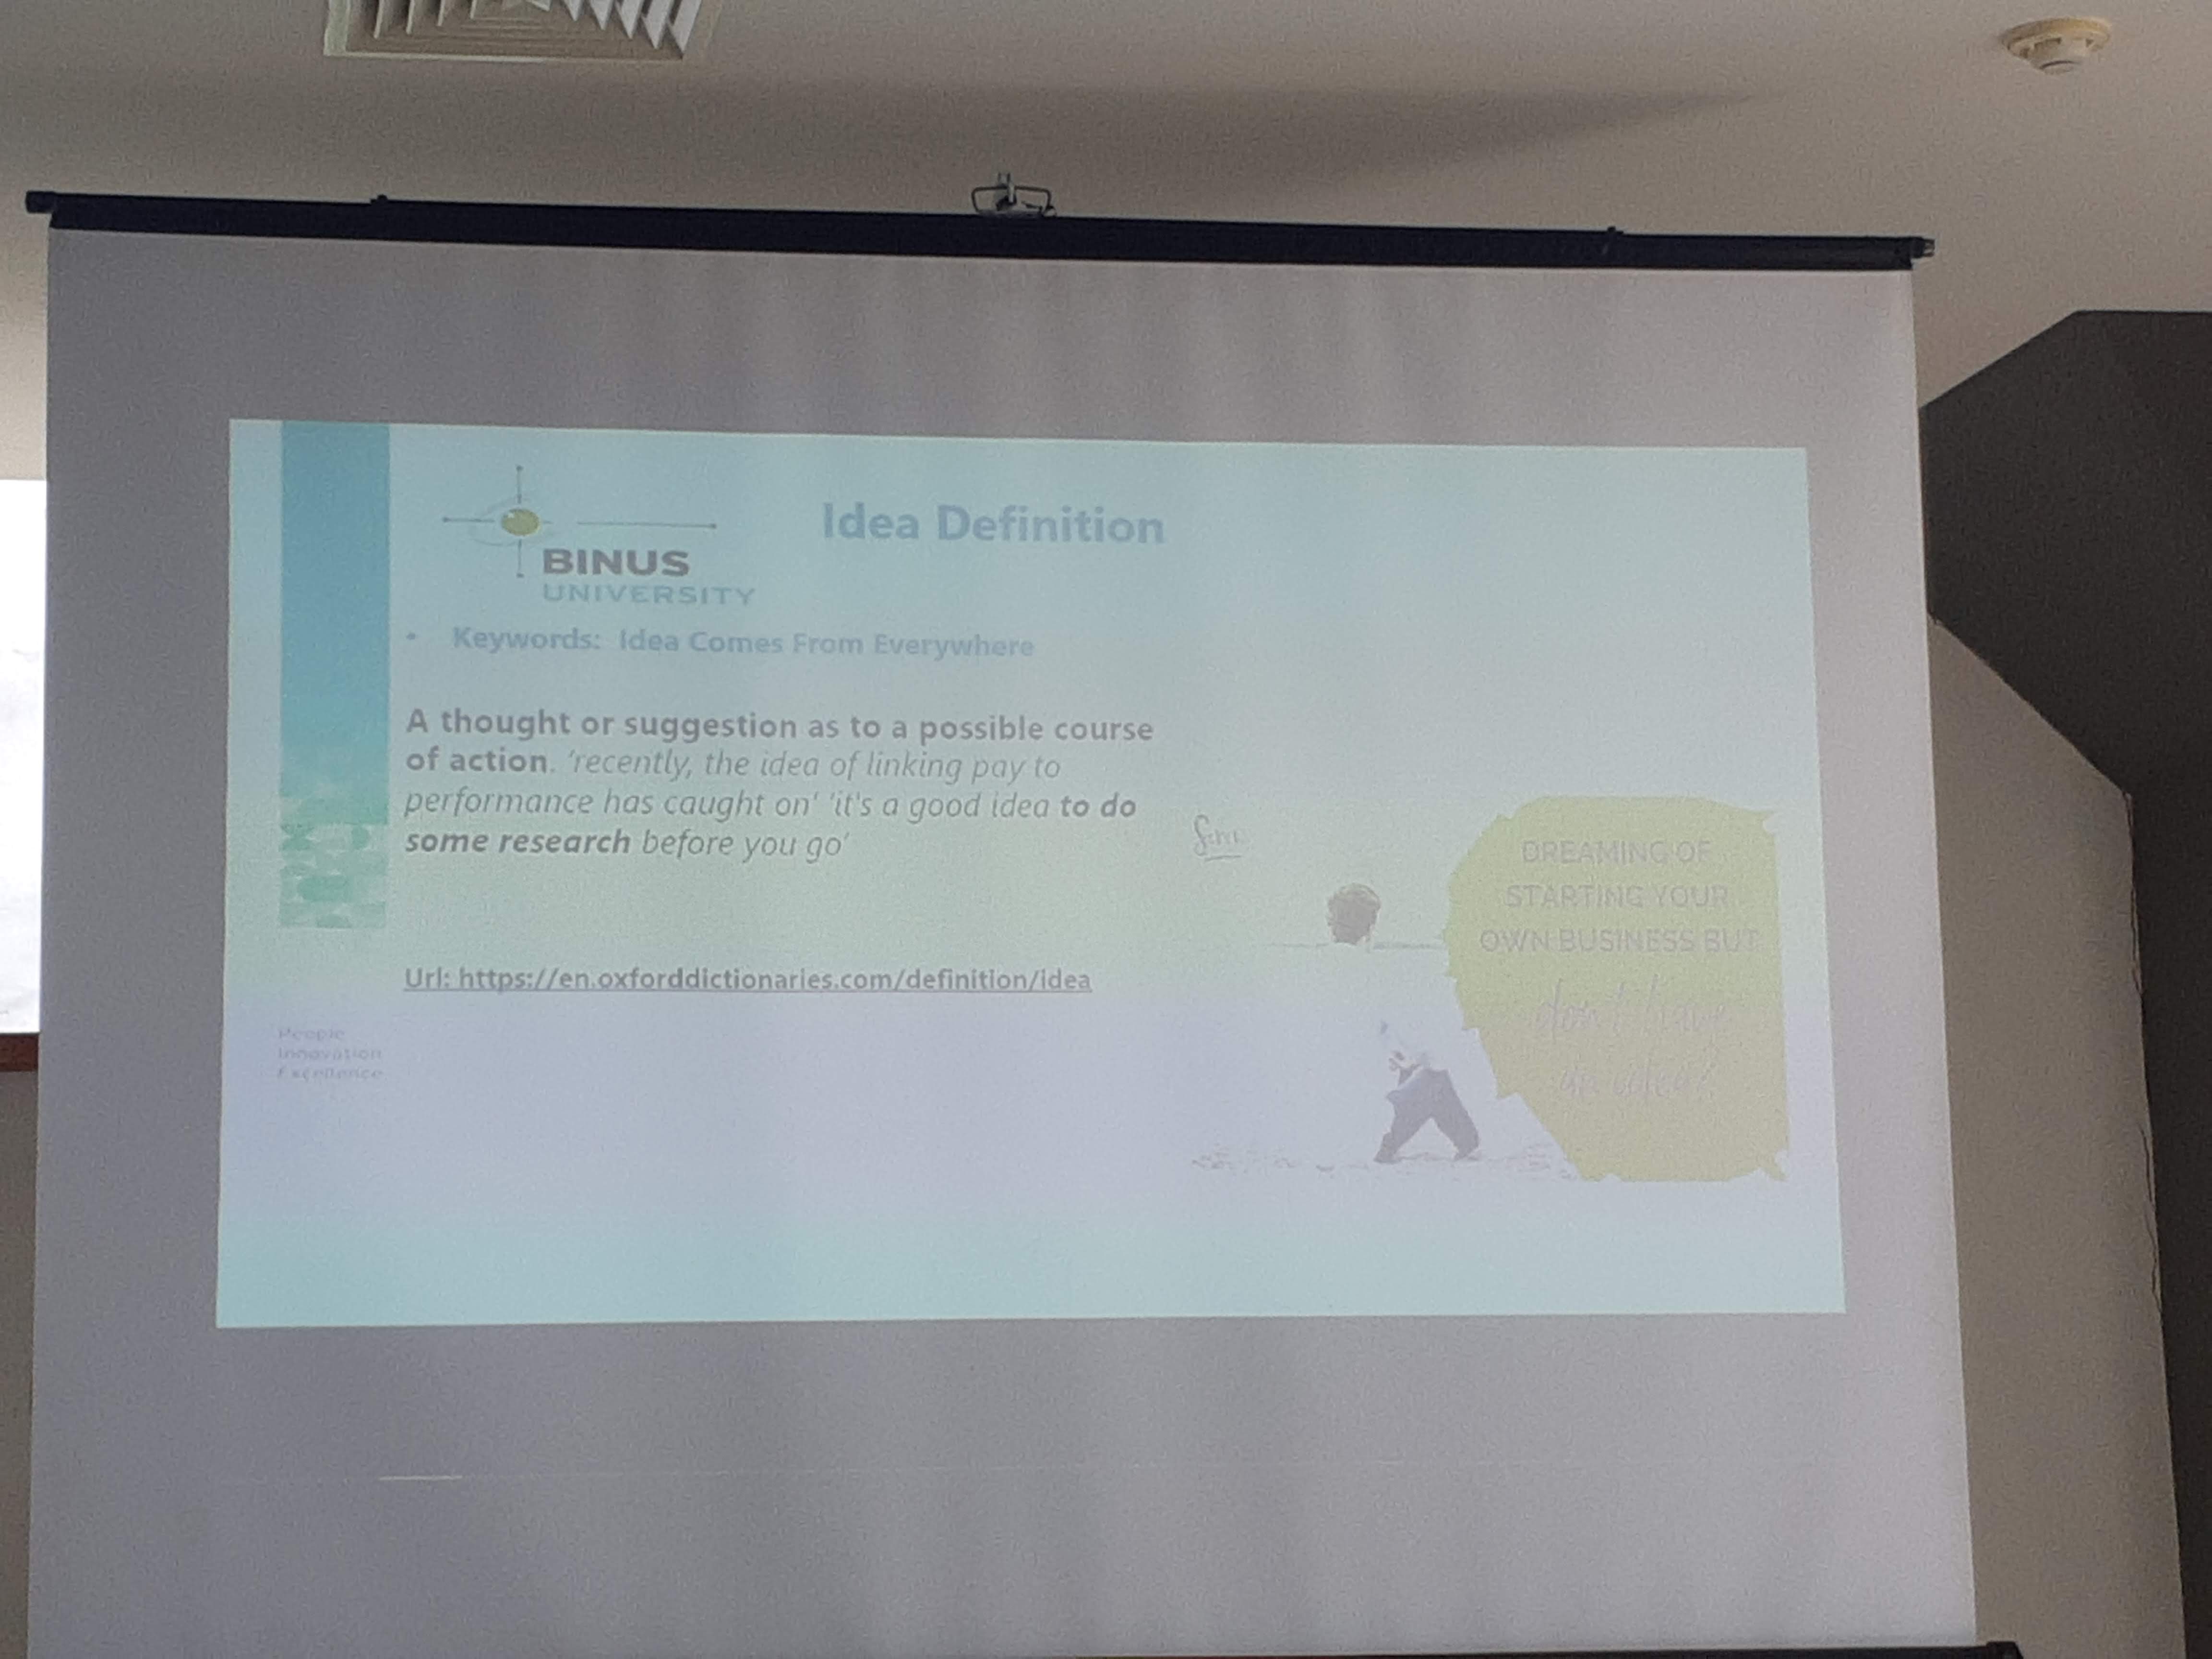 Idea Definition
BINUS
UNIVERSITY
• Keywords: Idea Comes From Everywhere
A thought or suggestion as to a possible course
of action. 'recently, the idea of linking pay to
performance has caught on' 'it's a good idea to do
some research before you go'
Url: https://en.oxforddictionaries.com/definition/idea
People
Innovation
Excellence
DREAMING OF
STARTING YOUR
OWN BUSINESS BUT
don't have
an idea?